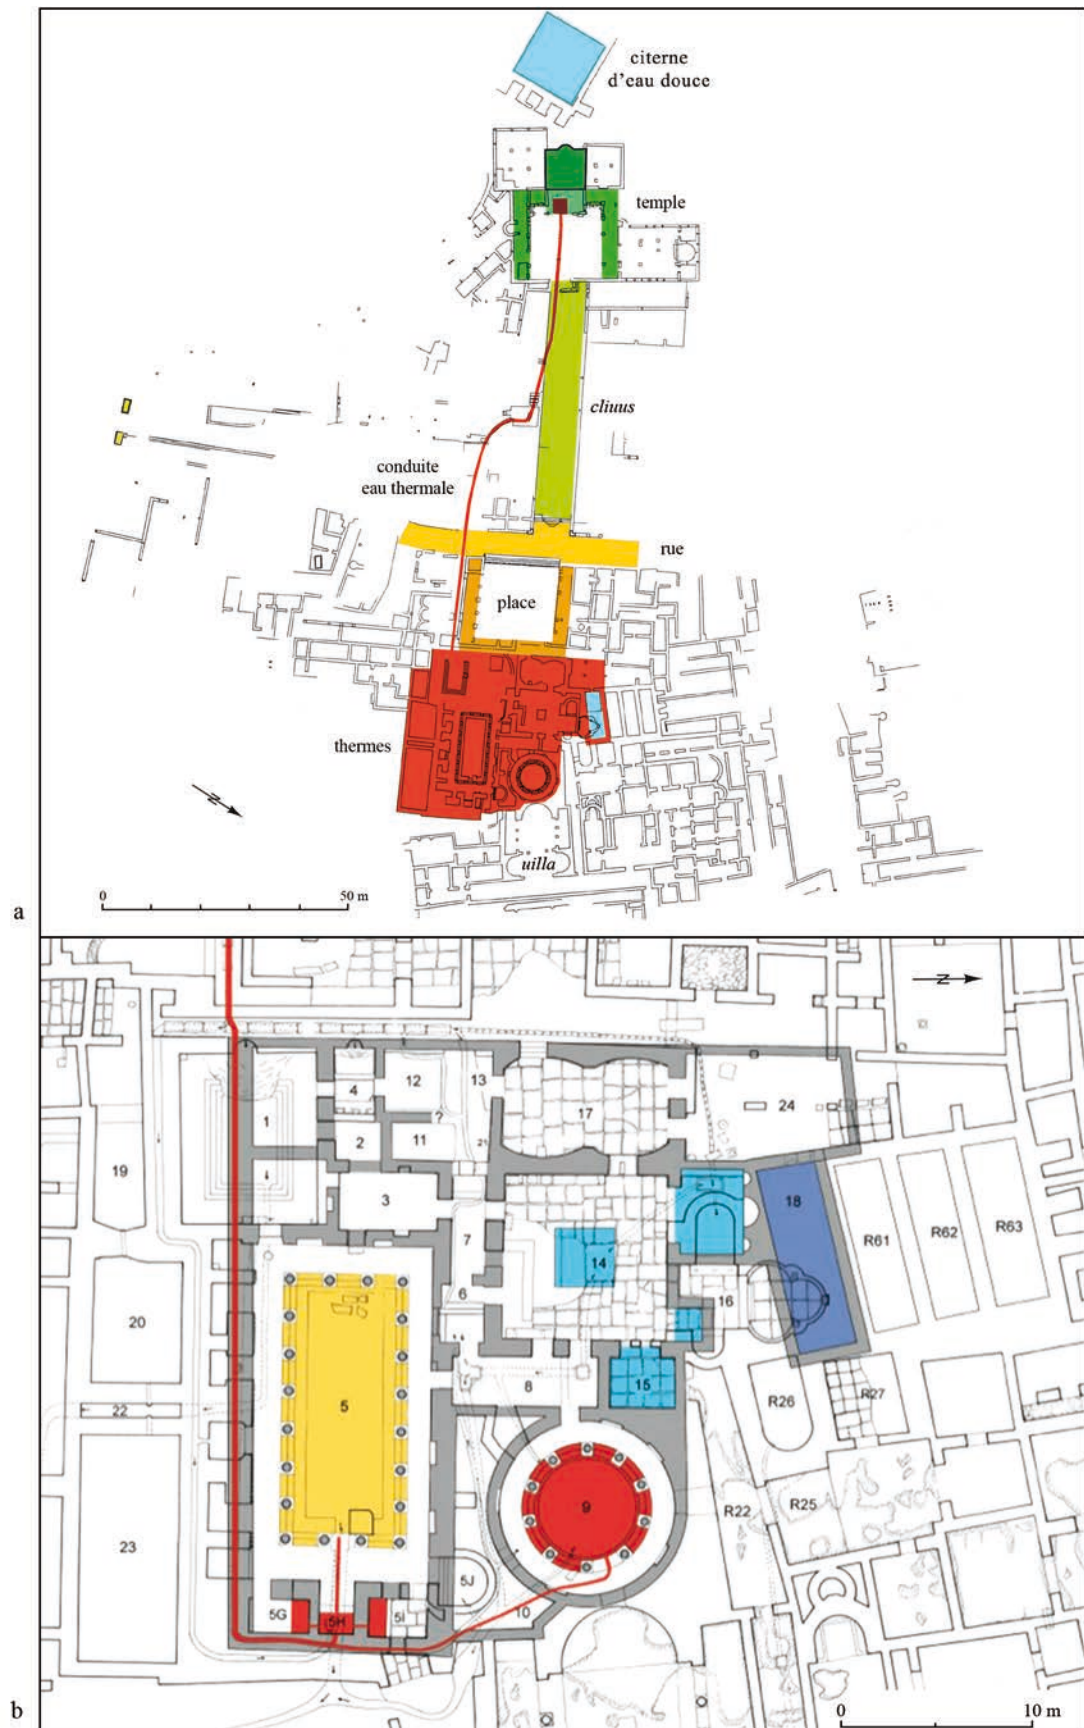 citerne
d'eau douce
temple
cliuus
conduite
eau thermale
rue
place
thermes
uilla
N
0 50 m
a
N
12
13
4
17
24
1
2
11
21
?
19
3
18
R61
R62
R63
7
14
6
16
20
15
8
5
22
R26
R27
9
R22
R25
23
5J
5G
5H
5I
10
b
0 10 m